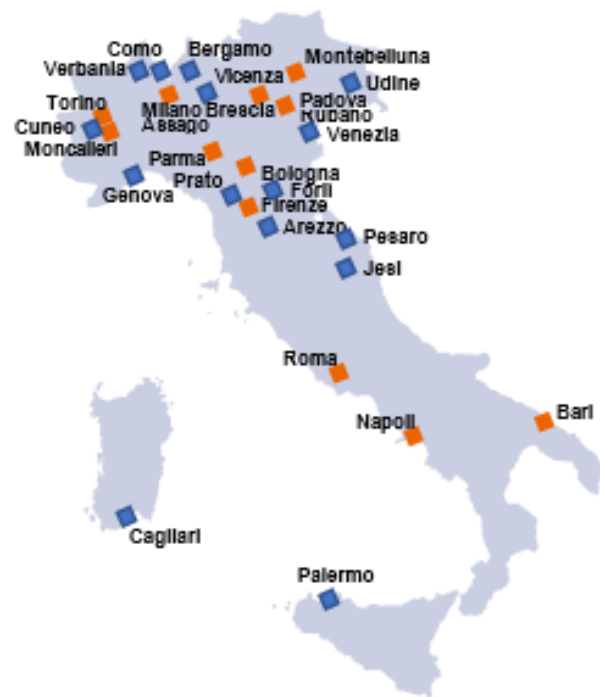 Como
Bergamo
Montebelluna
Verbania
Vicenza
Udine
Torino
Milano
Brescia
Padova
Assago
Rubano
Cuneo
Venezia
Moncalieri
Parma
Bologna
Prato
Forlì
Genova
Firenze
Arezzo
Pesaro
Jesi
Roma
Napoli
Bari
Cagliari
Palermo